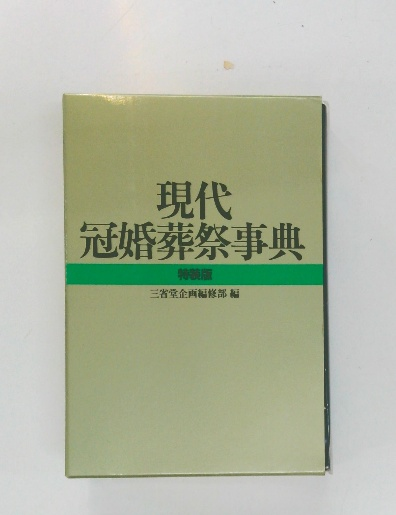 現代
冠婚葬祭事典
特装版
三省堂企画編修部 編